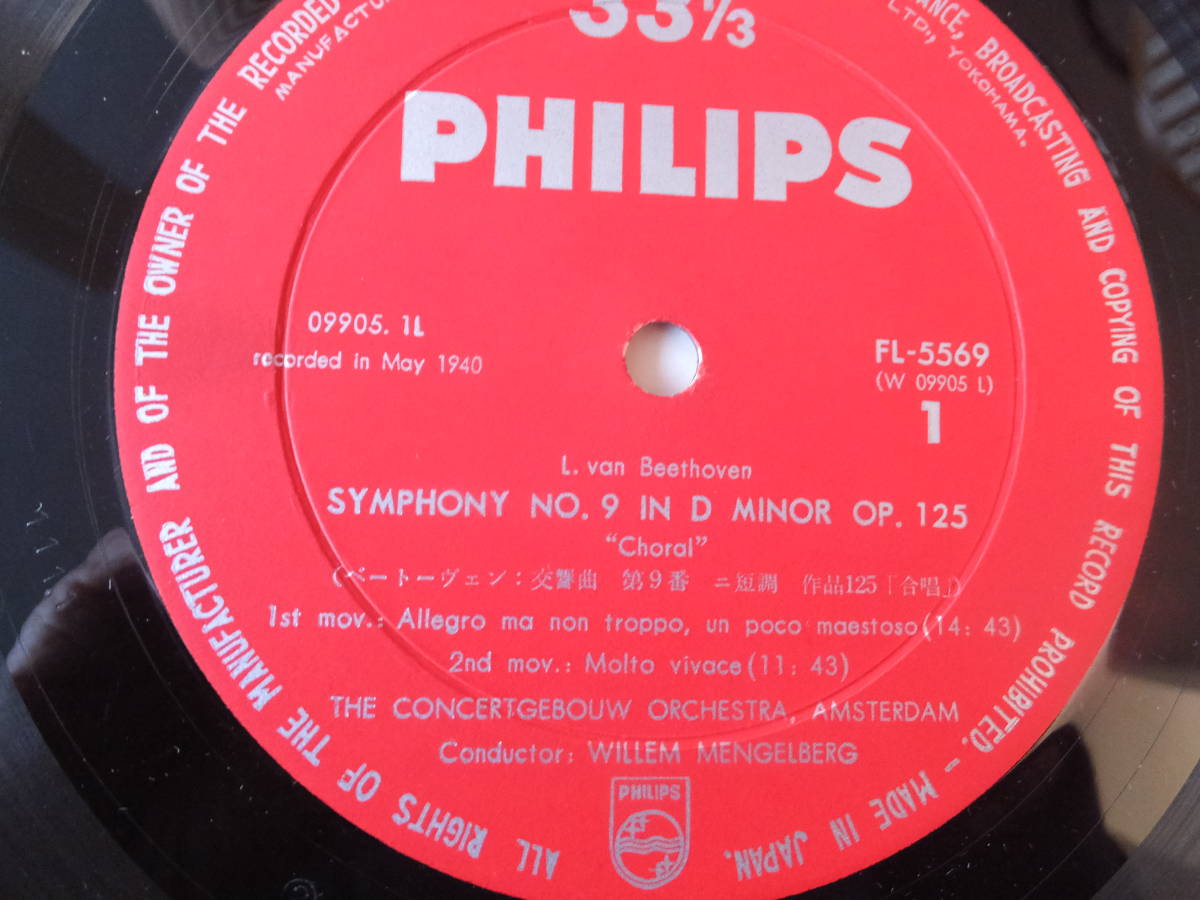 33⅓
PHILIPS
09905. 1L
recorded in May 1940
FL-5569
(W 09905 L)
1
L. van Beethoven
SYMPHONY NO. 9 IN D MINOR OP. 125
“Choral”
(ベートーヴェン：交響曲 第9番 ニ短調 作品125「合唱」)
1st mov.: Allegro ma non troppo, un poco maestoso(14: 43)
2nd mov.: Molto vivace(11: 43)
THE CONCERTGEBOUW ORCHESTRA, AMSTERDAM
Conductor: WILLEM MENGELBERG
PHILIPS
ALL RIGHTS OF THE MANUFACTURER AND OF THE OWNER OF THE RECORDED
BROADCASTING AND COPYING OF THIS RECORD PROHIBITED. – MADE IN JAPAN.
LTD., YOKOHAMA.